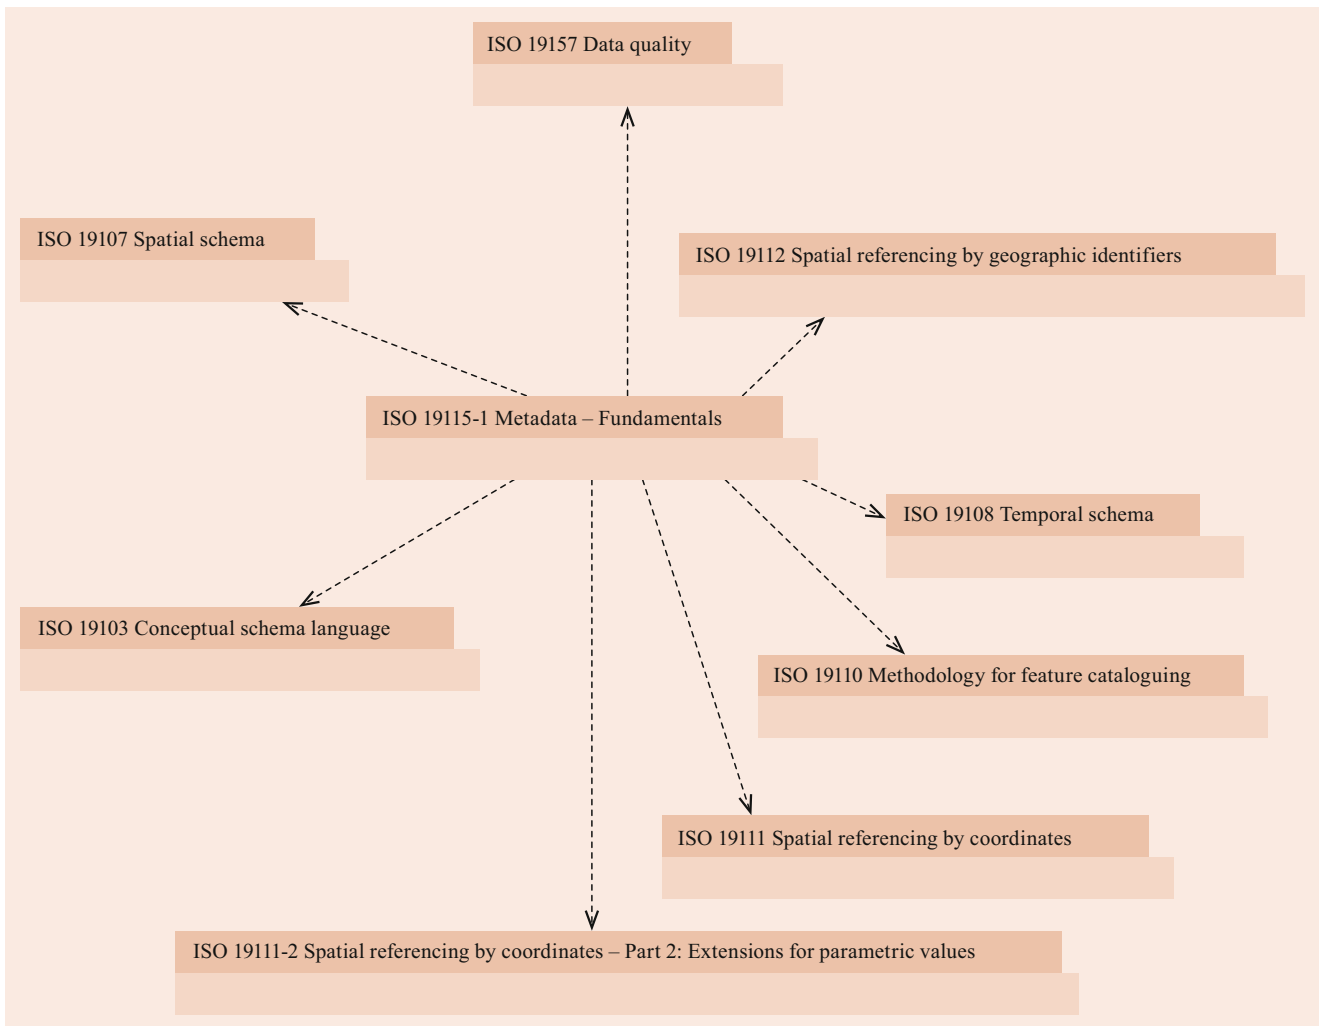 ISO 19157 Data quality
ISO 19107 Spatial schema
ISO 19112 Spatial referencing by geographic identifiers
ISO 19115-1 Metadata – Fundamentals
ISO 19108 Temporal schema
ISO 19103 Conceptual schema language
ISO 19110 Methodology for feature cataloguing
ISO 19111 Spatial referencing by coordinates
ISO 19111-2 Spatial referencing by coordinates – Part 2: Extensions for parametric values